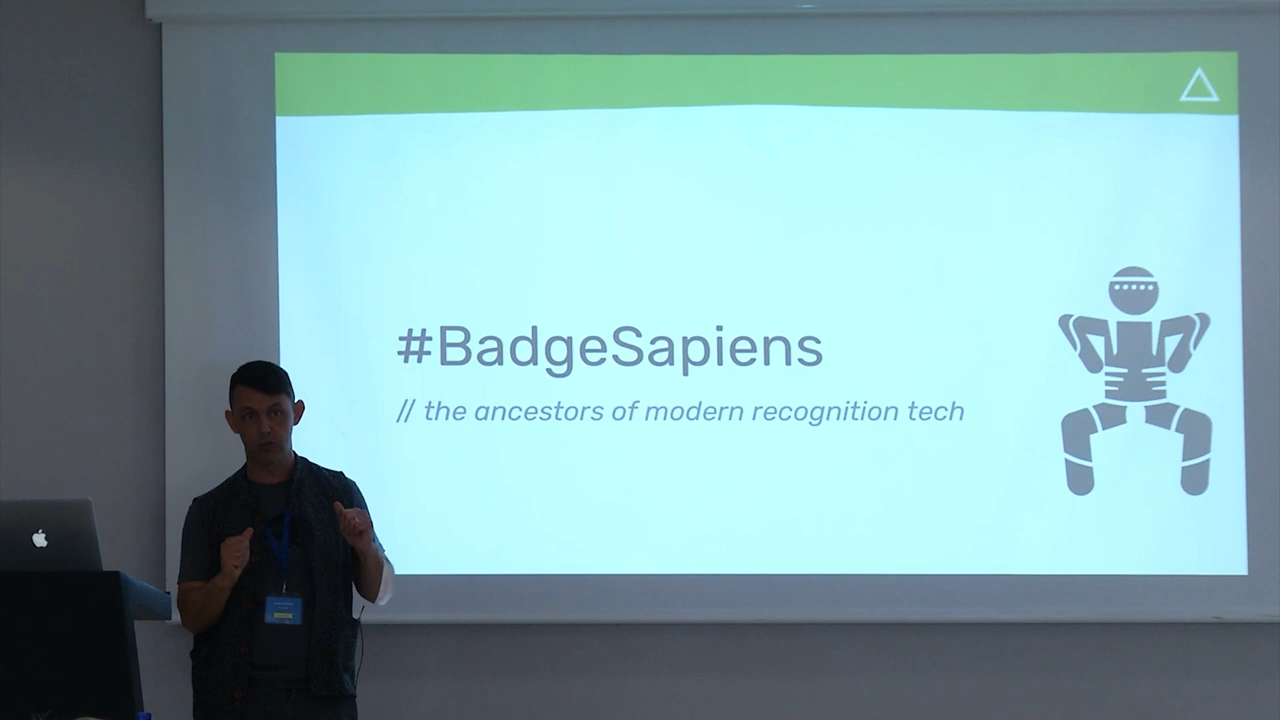 #BadgeSapiens
// the ancestors of modern recognition tech